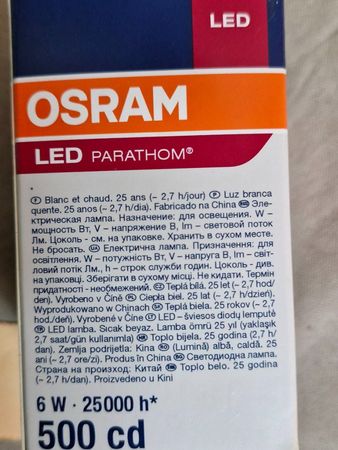 LED
OSRAM
LED PARATHOM®
Blanc et chaud. 25 ans (~ 2,7 h/jour) Luz branca
quente. 25 anos (~ 2,7 h/dia). Fabricado na China Эле-
ктрическая лампа. Назначение: для освещения. W -
мощность Вт, V – напряжение В, lm – световой поток
Лм. Цоколь - см. на упаковке. Хранить в сухом месте.
Не бросать. Електрична лампа. Призначення: для
освітлення. W - потужність Вт, V - напруга В, lm – світ-
ловий потік Лм., h – строк служби годин. Цоколь - див.
на упаковці. Зберігати в сухому місці. Не кидати. Термін
придатності - необмежений. Teplá bílá. 25 let (~ 2,7 hod/
den). Vyrobeno v Číně Ciepła biel. 25 lat (~ 2,7 h/dzień).
Wyprodukowano w Chinach Teplá biela. 25 rokov (~ 2,7
hod./deň). Vyrobené v Číne LED – šviesos diodų lemputė
LED lamba. Sıcak beyaz. Lamba ömrü 25 yıl (yaklaşık
2,7 saat/gün kullanımla) Toplo bijela. 25 godina (2,7 h/
dan). Zemlja podrijetla: Kina (Lumină) albă, caldă. 25
ani (~ 2,7 ore/zi). Produs în China Светодиодна лампа.
Страна на произход: Китай Toplo belo. 25 godina
(~ 2,7 h/dan). Proizvedeno u Kini
6 W · 25000 h*
500 cd